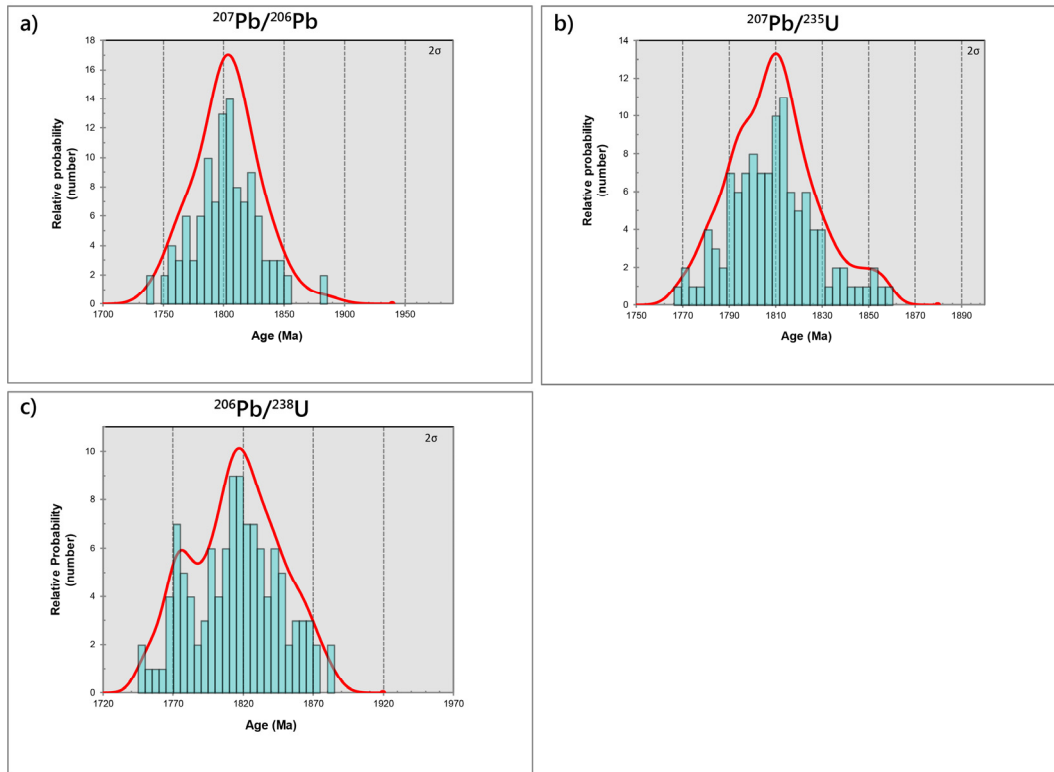 a)
²⁰⁷Pb/²⁰⁶Pb
2σ
Relative probability
(number)
18
16
14
12
10
8
6
4
2
0
1700 1750 1800 1850 1900 1950
Age (Ma)
b)
²⁰⁷Pb/²³⁵U
2σ
Relative probability
(number)
14
12
10
8
6
4
2
0
1750 1770 1790 1810 1830 1850 1870 1890
Age (Ma)
c)
²⁰⁶Pb/²³⁸U
2σ
Relative Probability
(number)
10
8
6
4
2
0
1720 1770 1820 1870 1920 1970
Age (Ma)